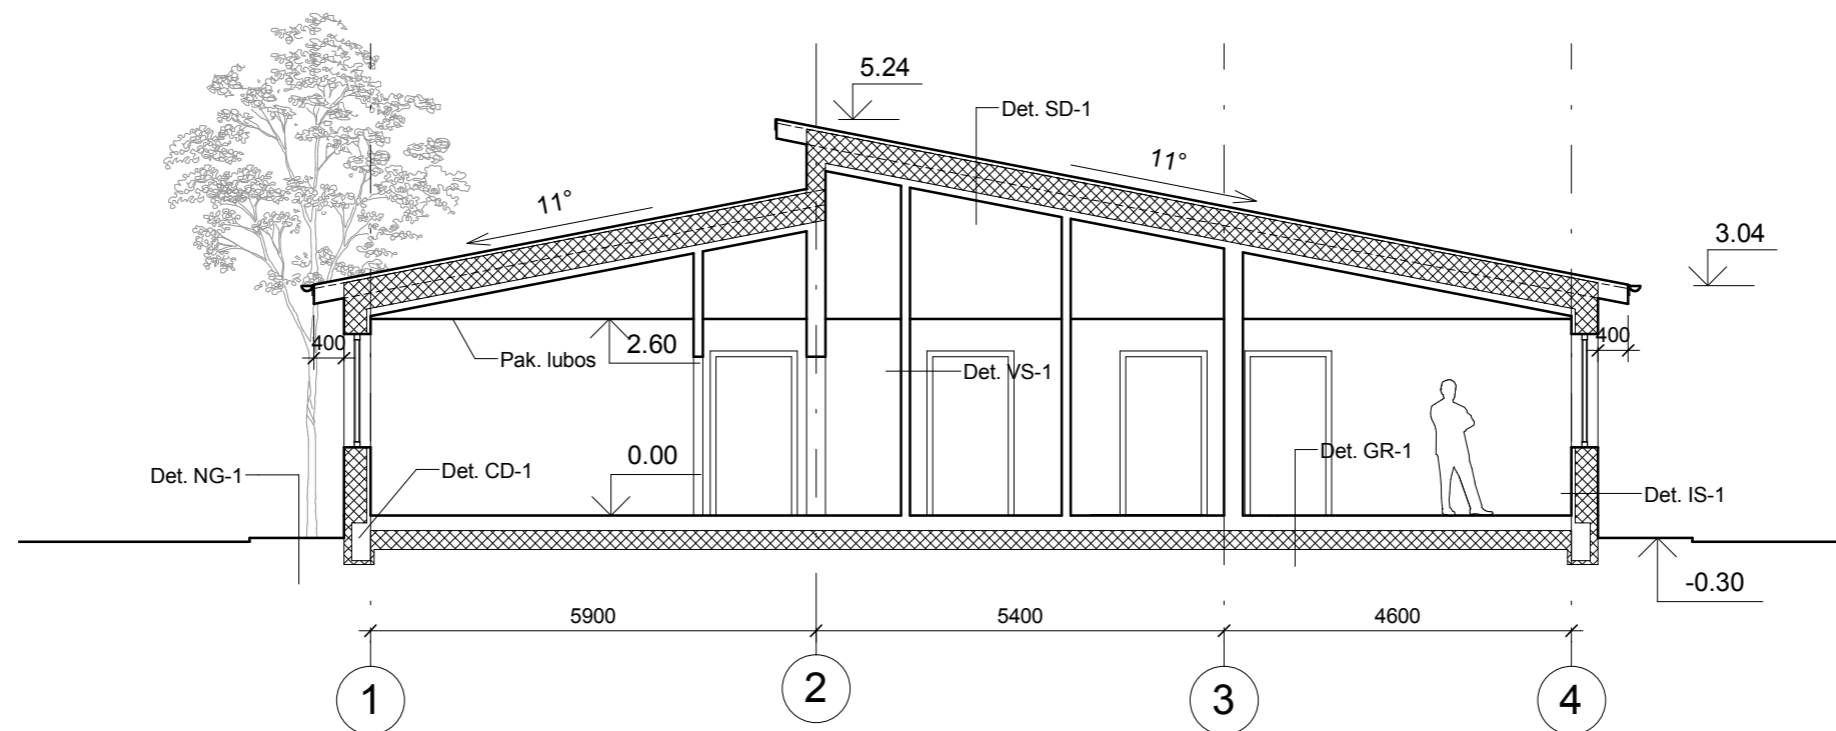 5.24
Det. SD-1
11°
11°
3.04
400
Pak. lubos
2.60
400
Det. VS-1
Det. NG-1
Det. CD-1
0.00
Det. GR-1
Det. IS-1
-0.30
5900
5400
4600
1
2
3
4